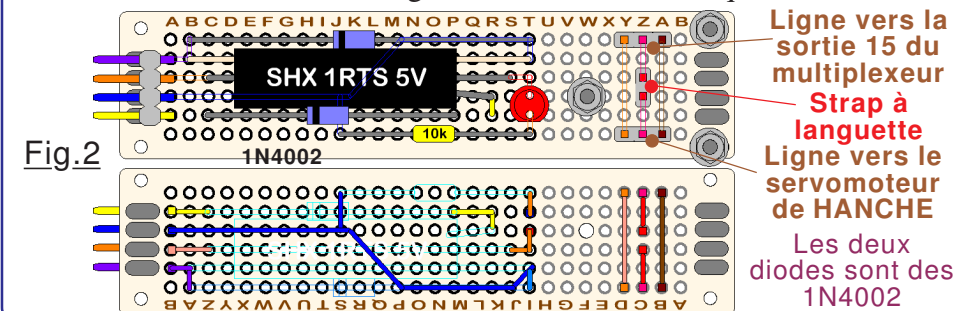 ABCDEFGHIJKLMNOPQRSTUVWXYZAB
SHX 1RTS 5V
10k
1N4002
Fig.2
Ligne vers la
sortie 15 du
multiplexeur
Strap à
languette
Ligne vers le
servomoteur
de HANCHE
Les deux
diodes sont des
1N4002
BAZYXWVUTSRQPONMLKJIHGFEDCBA